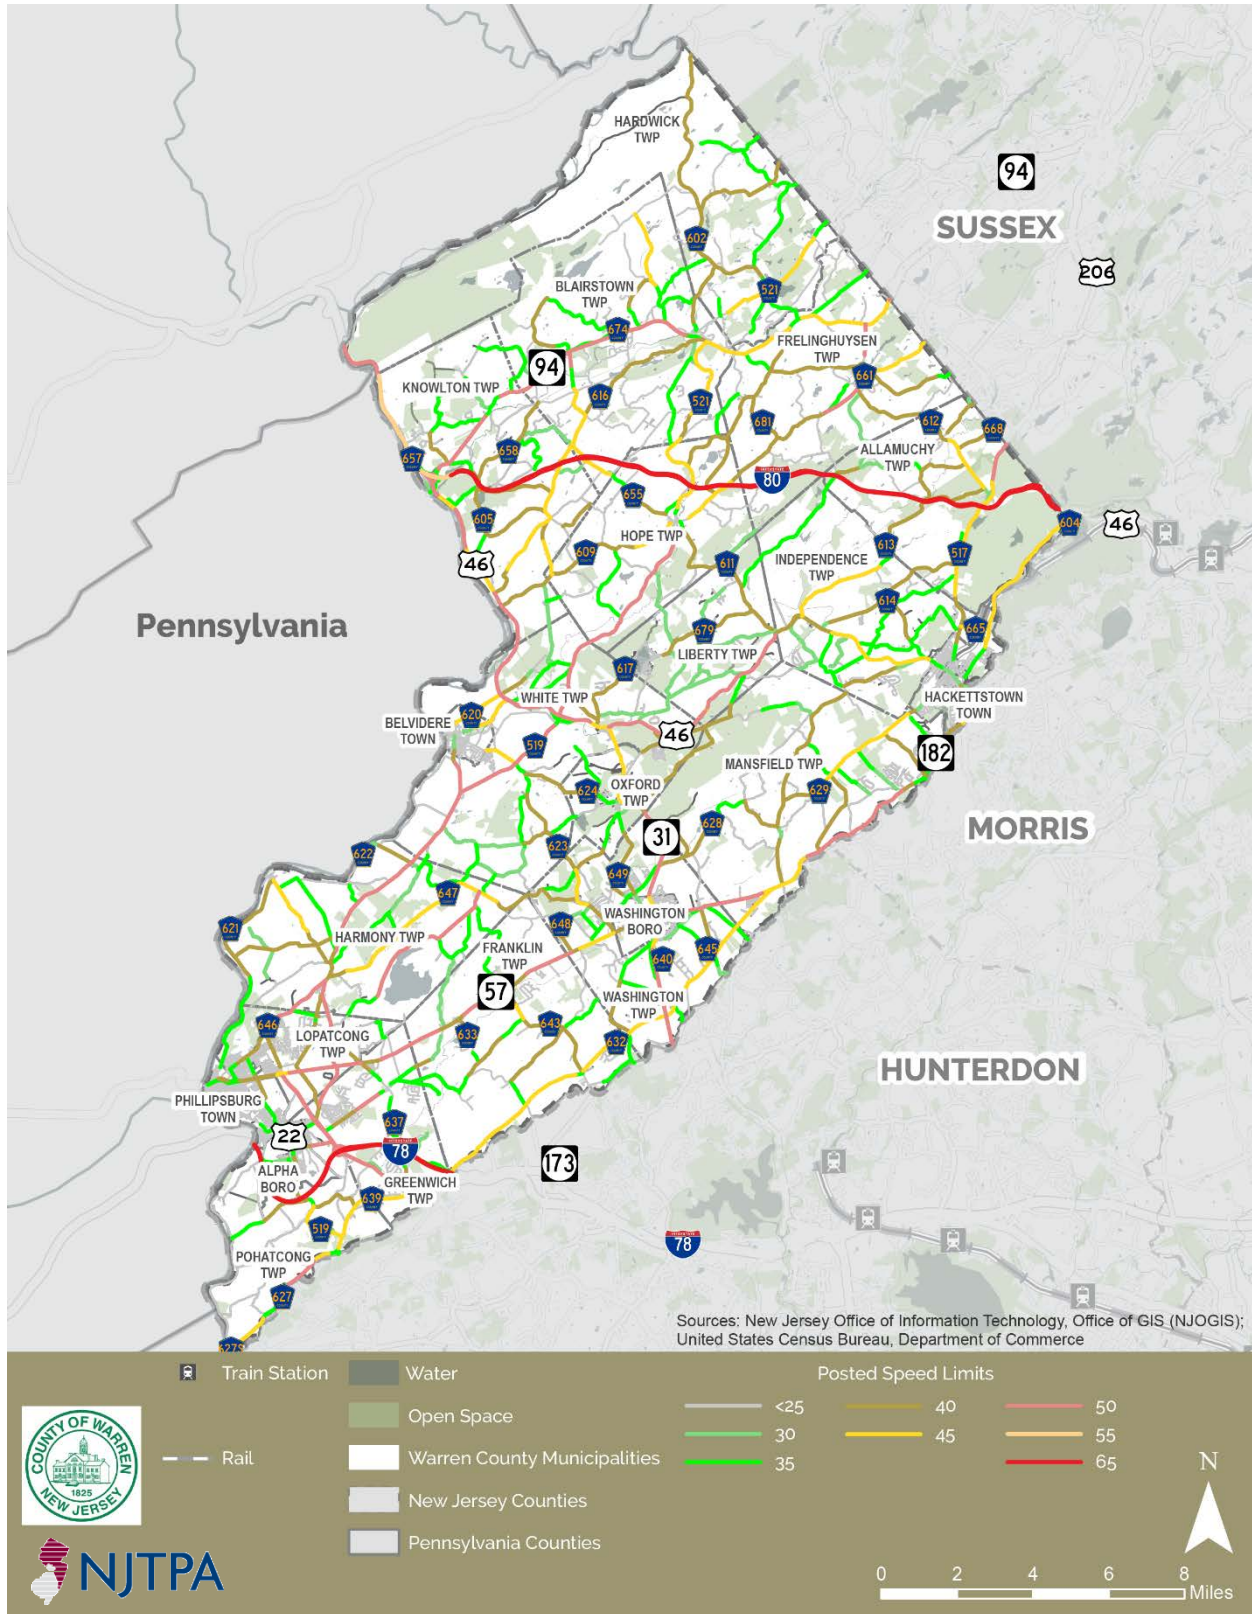 HARDWICK
TWP
94
SUSSEX
206
602
BLAIRSTOWN
TWP
521
674
FRELINGHUYSEN
TWP
94
KNOWLTON TWP
661
616
521
681
612
668
ALLAMUCHY
TWP
658
657
INTERSTATE
80
655
605
604
46
HOPE TWP
613
517
609
46
611
INDEPENDENCE
TWP
614
Pennsylvania
679
665
LIBERTY TWP
617
WHITE TWP
HACKETTSTOWN
TOWN
620
BELVIDERE
TOWN
519
46
182
MANSFIELD TWP
OXFORD
TWP
624
629
628
MORRIS
31
623
622
649
647
WASHINGTON
BORO
648
621
HARMONY TWP
FRANKLIN
TWP
645
640
57
WASHINGTON
TWP
646
643
LOPATCONG
TWP
633
632
HUNTERDON
PHILLIPSBURG
TOWN
637
22
INTERSTATE
78
173
ALPHA
BORO
GREENWICH
TWP
639
519
INTERSTATE
78
POHATCONG
TWP
627
Sources: New Jersey Office of Information Technology, Office of GIS (NJOGIS);
United States Census Bureau, Department of Commerce
Train Station
Water
Posted Speed Limits
Open Space
<25
40
50
30
45
55
35
65
Rail
Warren County Municipalities
New Jersey Counties
Pennsylvania Counties
COUNTY OF WARREN
1825
NEW JERSEY
NJTPA
N
0 2 4 6 8
Miles